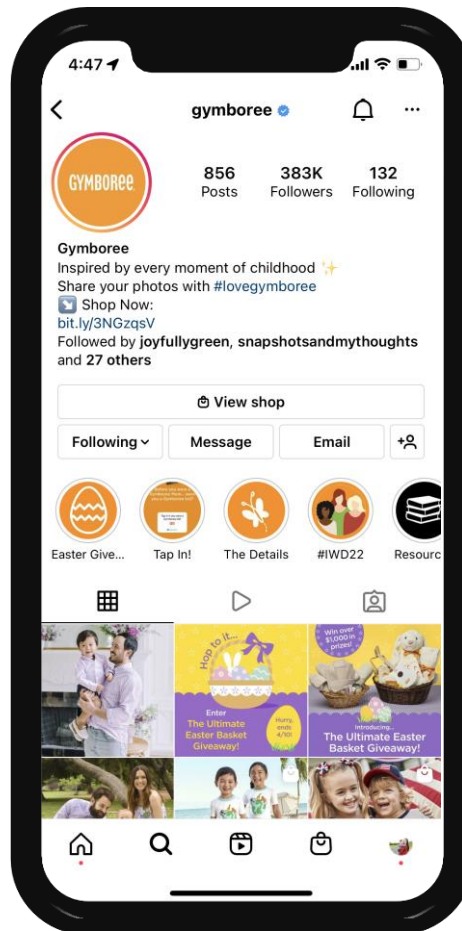 4:47
gymboree
GYMBOREE
856
Posts
383K
Followers
132
Following
Gymboree
Inspired by every moment of childhood ✨
Share your photos with #lovegymboree
↘️ Shop Now:
bit.ly/3NGzqsV
Followed by joyfullygreen, snapshotsandmythoughts
and 27 others
View shop
Following
Message
Email
Easter Give...
Tap In!
The Details
#IWD22
Resourc
Hop to it...
Enter
The Ultimate
Easter Basket
Giveaway!
Hurry,
ends
4/10!
Win over
$1,000 in
prizes!
Introducing...
The Ultimate Easter
Basket Giveaway!